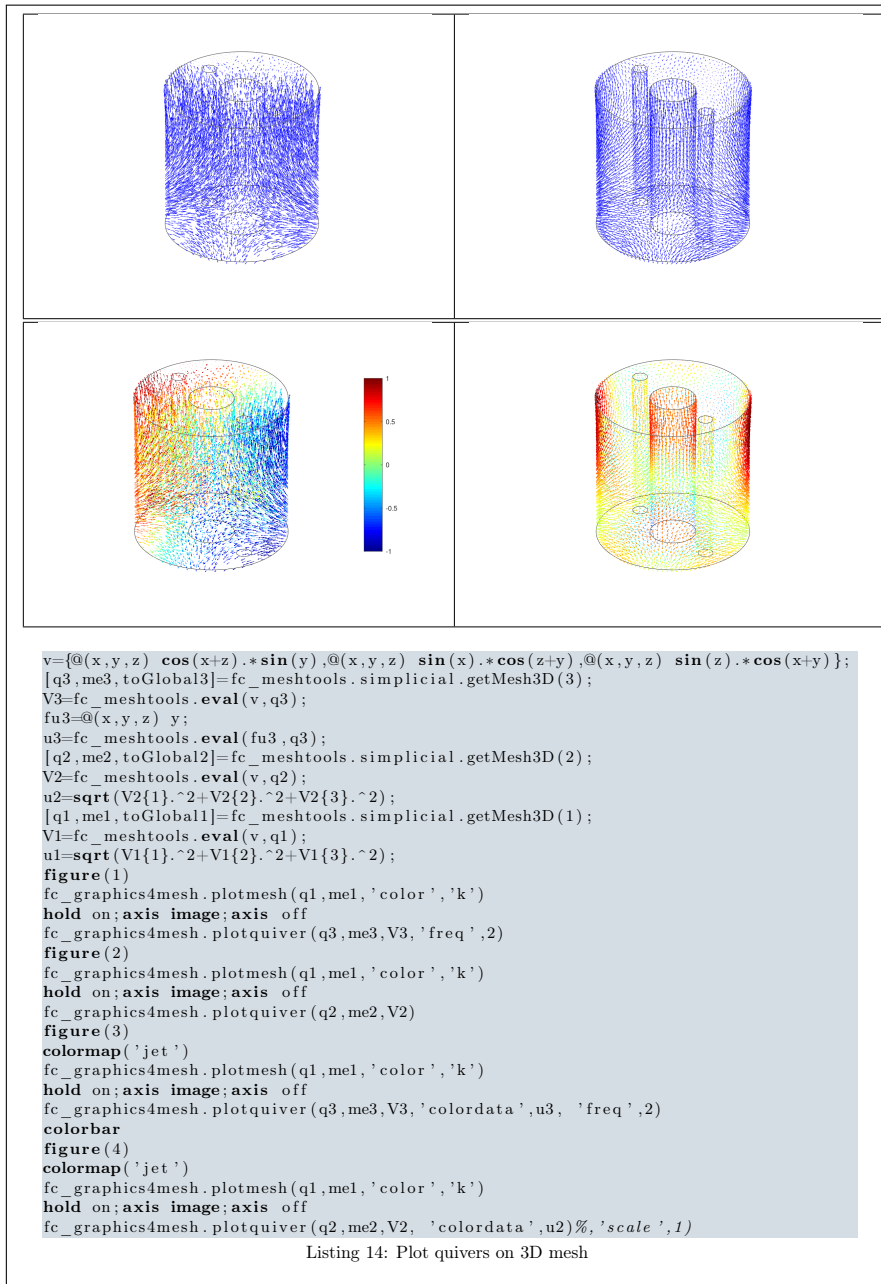 1
0.5
0
-0.5
-1
v={@(x,y,z) cos(x+z).*sin(y),@(x,y,z) sin(x).*cos(z+y),@(x,y,z) sin(z).*cos(x+y)};
[q3,me3,toGlobal3]=fc_meshtools.simplicial.getMesh3D(3);
V3=fc_meshtools.eval(v,q3);
fu3=@(x,y,z) y;
u3=fc_meshtools.eval(fu3,q3);
[q2,me2,toGlobal2]=fc_meshtools.simplicial.getMesh3D(2);
V2=fc_meshtools.eval(v,q2);
u2=sqrt(V2{1}.^2+V2{2}.^2+V2{3}.^2);
[q1,me1,toGlobal1]=fc_meshtools.simplicial.getMesh3D(1);
V1=fc_meshtools.eval(v,q1);
u1=sqrt(V1{1}.^2+V1{2}.^2+V1{3}.^2);
figure(1)
fc_graphics4mesh.plotmesh(q1,me1,'color','k')
hold on;axis image;axis off
fc_graphics4mesh.plotquiver(q3,me3,V3,'freq',2)
figure(2)
fc_graphics4mesh.plotmesh(q1,me1,'color','k')
hold on;axis image;axis off
fc_graphics4mesh.plotquiver(q2,me2,V2)
figure(3)
colormap('jet')
fc_graphics4mesh.plotmesh(q1,me1,'color','k')
hold on;axis image;axis off
fc_graphics4mesh.plotquiver(q3,me3,V3,'colordata',u3, 'freq',2)
colorbar
figure(4)
colormap('jet')
fc_graphics4mesh.plotmesh(q1,me1,'color','k')
hold on;axis image;axis off
fc_graphics4mesh.plotquiver(q2,me2,V2, 'colordata',u2)%,'scale',1)
Listing 14: Plot quivers on 3D mesh